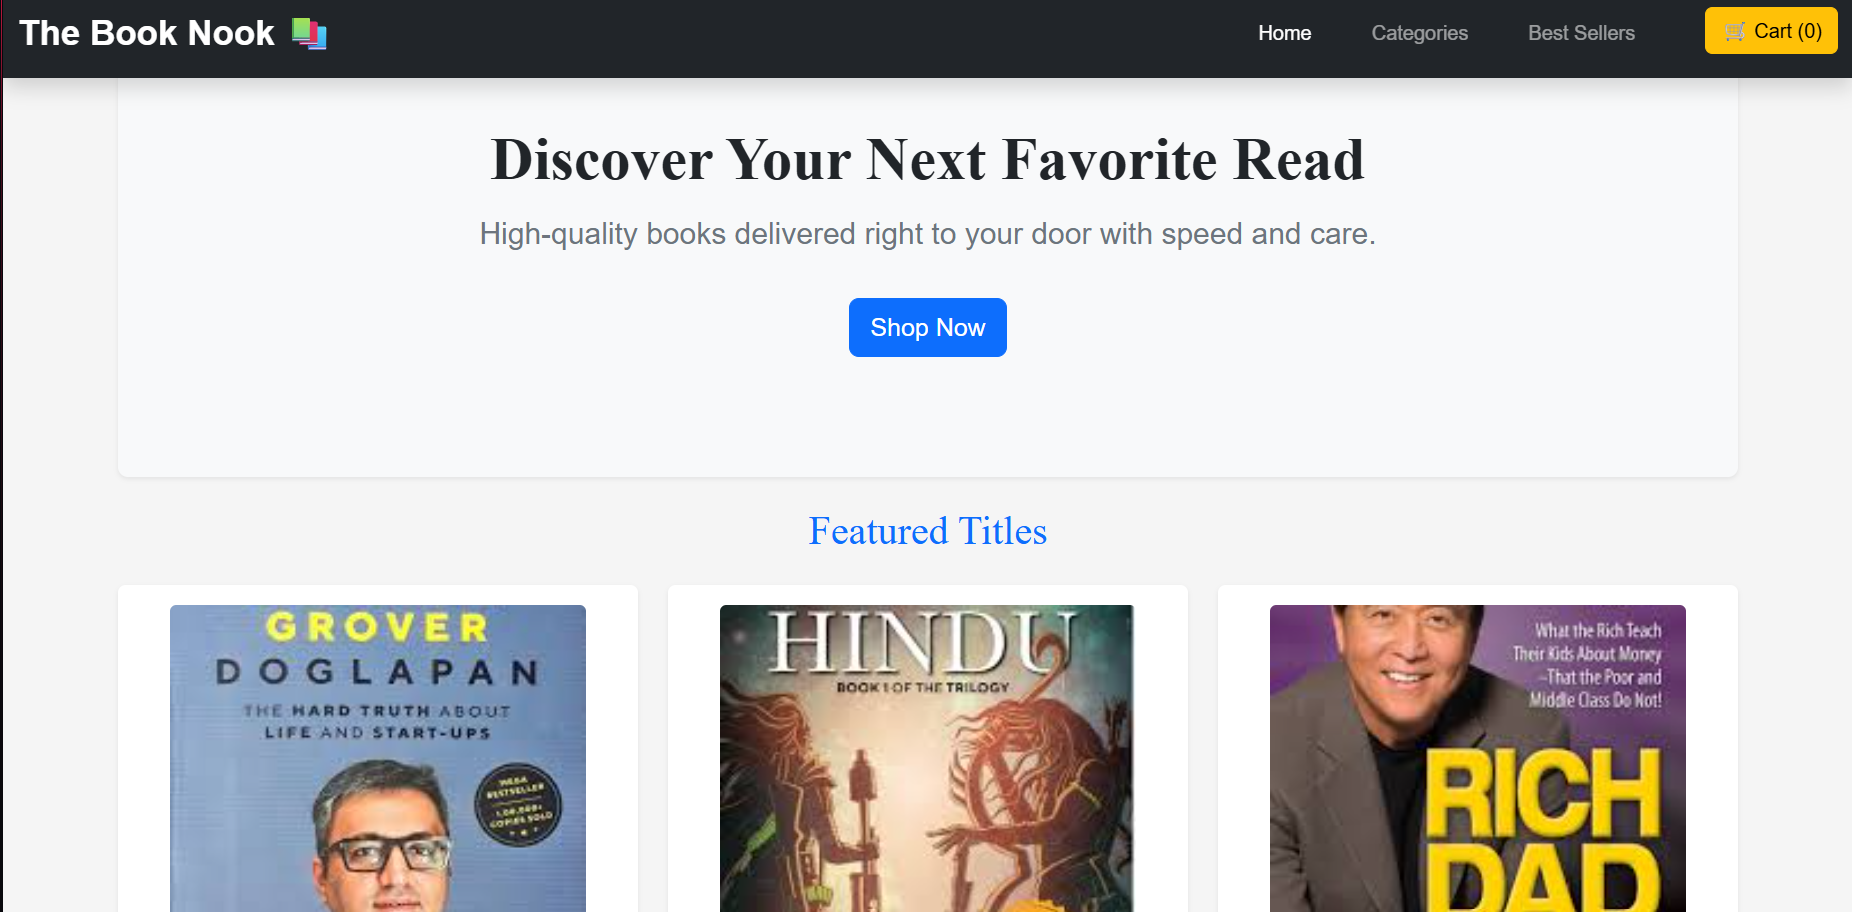 The Book Nook
Home
Categories
Best Sellers
Cart (0)
Discover Your Next Favorite Read
High-quality books delivered right to your door with speed and care.
Shop Now
Featured Titles
GROVER
DOGLAPAN
THE HARD TRUTH ABOUT
LIFE AND START-UPS
MEGA
BESTSELLER
1,00,000+
COPIES SOLD
HINDU
BOOK 1 OF THE TRILOGY
What the Rich Teach
Their Kids About Money
–That the Poor and
Middle Class Do Not!
RICH
DAD